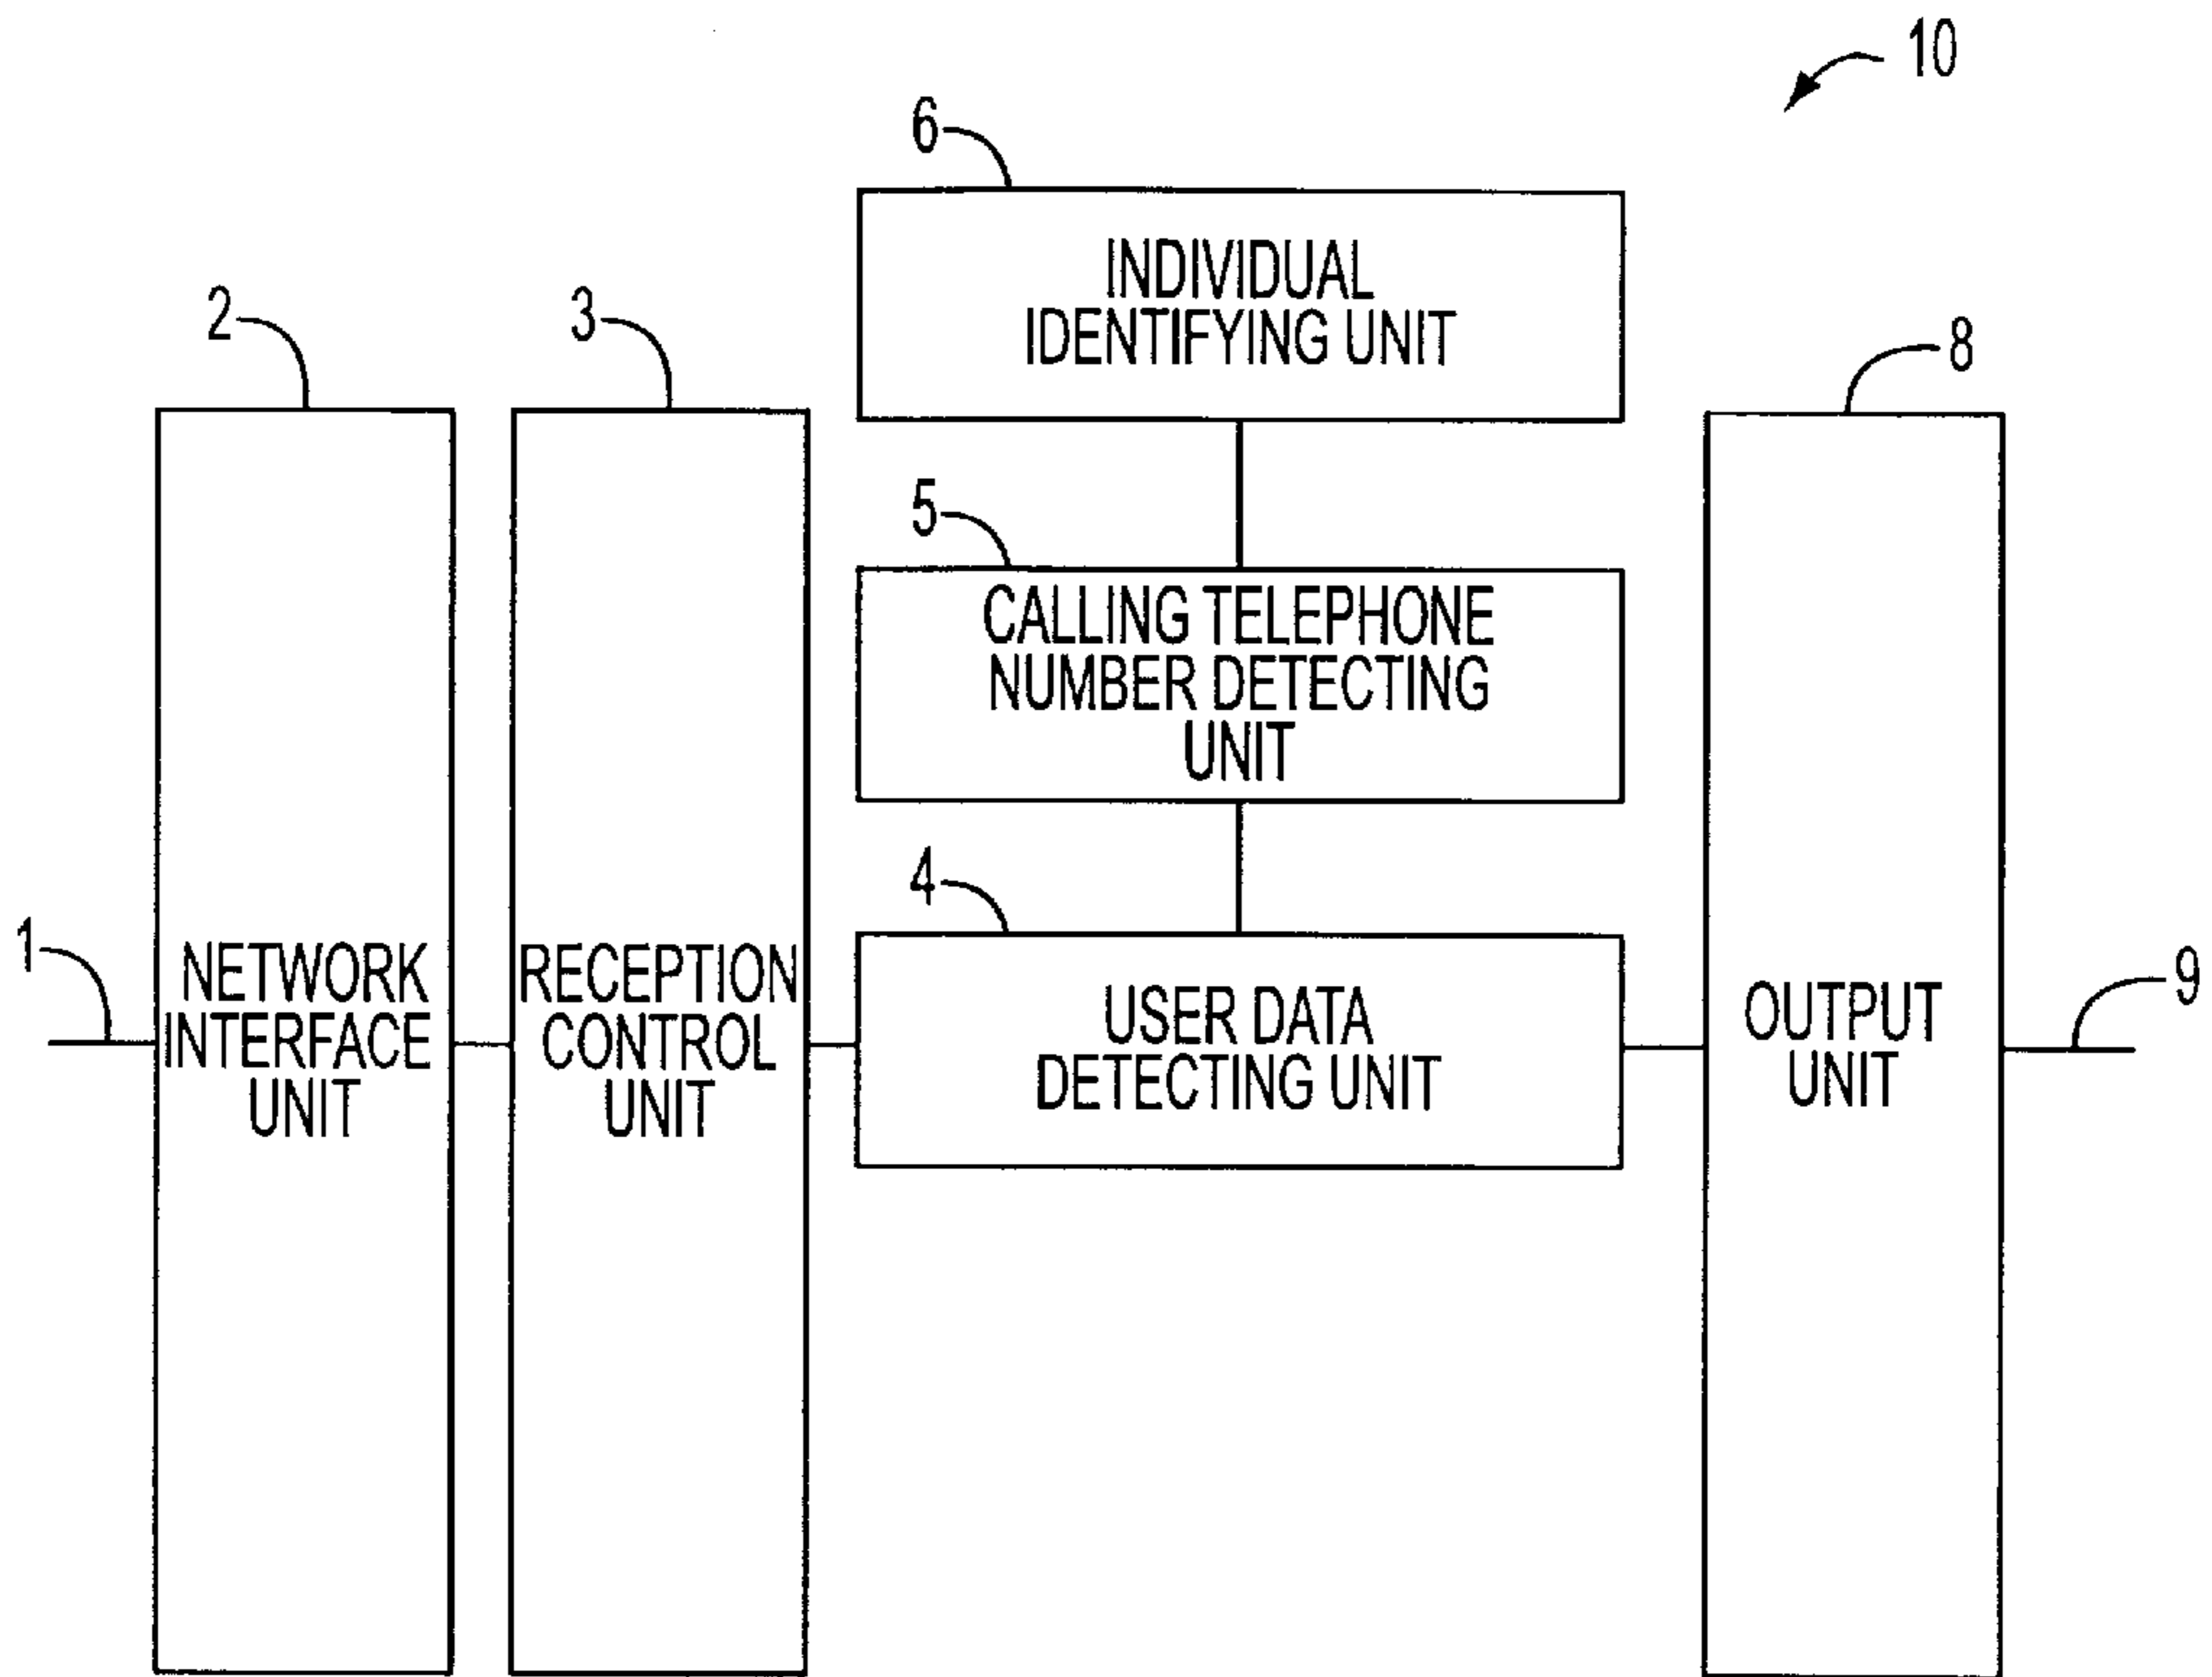 10
6
INDIVIDUAL
IDENTIFYING UNIT
2
3
8
5
CALLING TELEPHONE
NUMBER DETECTING
UNIT
4
1
NETWORK
INTERFACE
UNIT
RECEPTION
CONTROL
UNIT
USER DATA
DETECTING UNIT
OUTPUT
UNIT
9